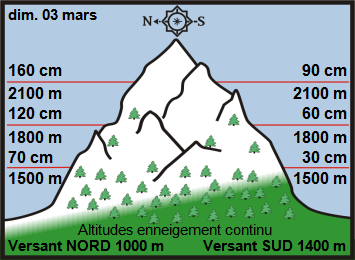 dim. 03 mars
N S
160 cm 90 cm
2100 m 2100 m
120 cm 60 cm
1800 m 1800 m
70 cm 30 cm
1500 m 1500 m
Altitudes enneigement continu
Versant NORD 1000 m Versant SUD 1400 m